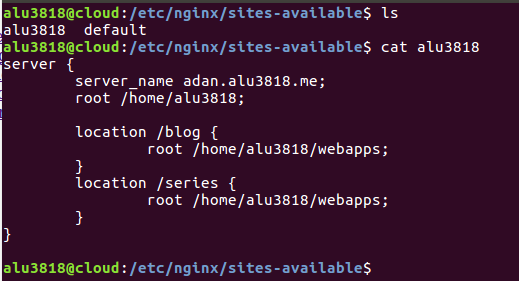 alu3818@cloud:/etc/nginx/sites-available$ ls
alu3818  default
alu3818@cloud:/etc/nginx/sites-available$ cat alu3818
server {
        server_name adan.alu3818.me;
        root /home/alu3818;

        location /blog {
                root /home/alu3818/webapps;
        }
        location /series {
                root /home/alu3818/webapps;
        }
}

alu3818@cloud:/etc/nginx/sites-available$